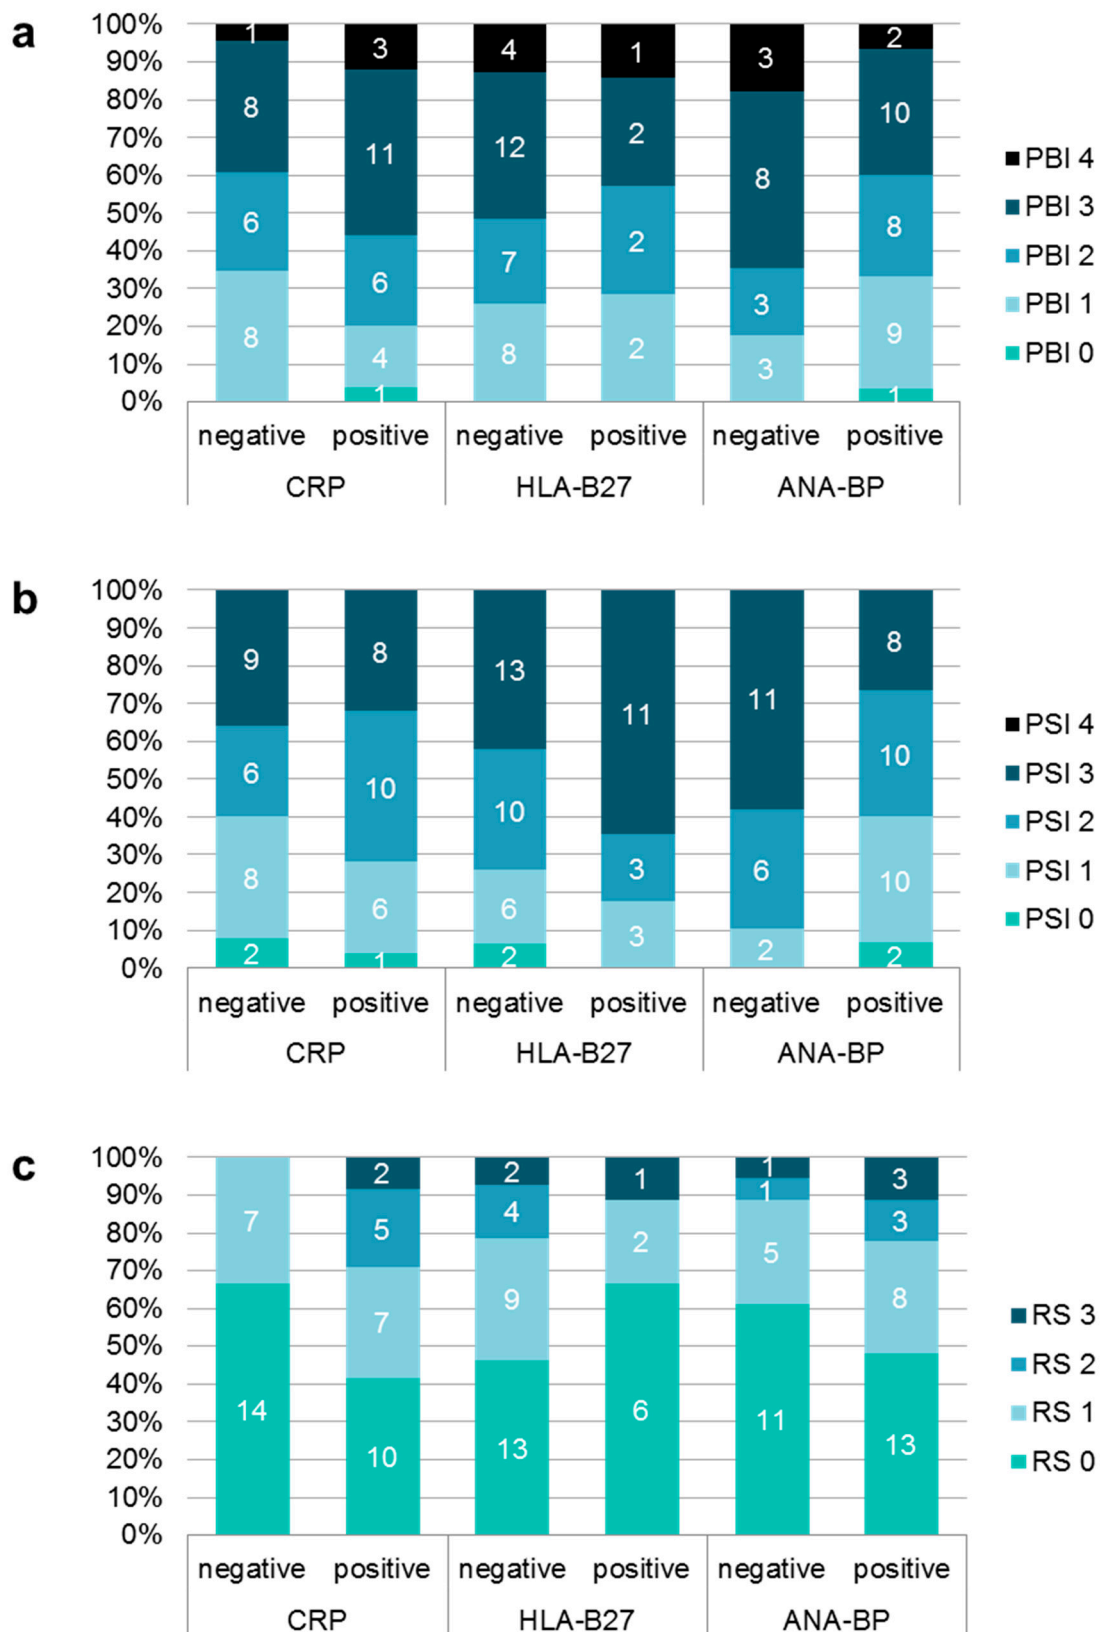 a
100%
90%
80%
70%
60%
50%
40%
30%
20%
10%
0%
1 3 4 1 3 2
8 11 12 2 8 10
6 6 7 2 3 8
8 4 8 2 3 9
1 1
negative positive negative positive negative positive
CRP HLA-B27 ANA-BP
PBI 4
PBI 3
PBI 2
PBI 1
PBI 0
b
100%
90%
80%
70%
60%
50%
40%
30%
20%
10%
0%
9 8 13 11 11 8
6 10 10 3 6 10
8 6 6 3 2 10
2 1 2 2
negative positive negative positive negative positive
CRP HLA-B27 ANA-BP
PSI 4
PSI 3
PSI 2
PSI 1
PSI 0
c
100%
90%
80%
70%
60%
50%
40%
30%
20%
10%
0%
2 2 1 1 3
5 4 1 3
7 7 9 2 5 8
14 10 13 6 11 13
negative positive negative positive negative positive
CRP HLA-B27 ANA-BP
RS 3
RS 2
RS 1
RS 0